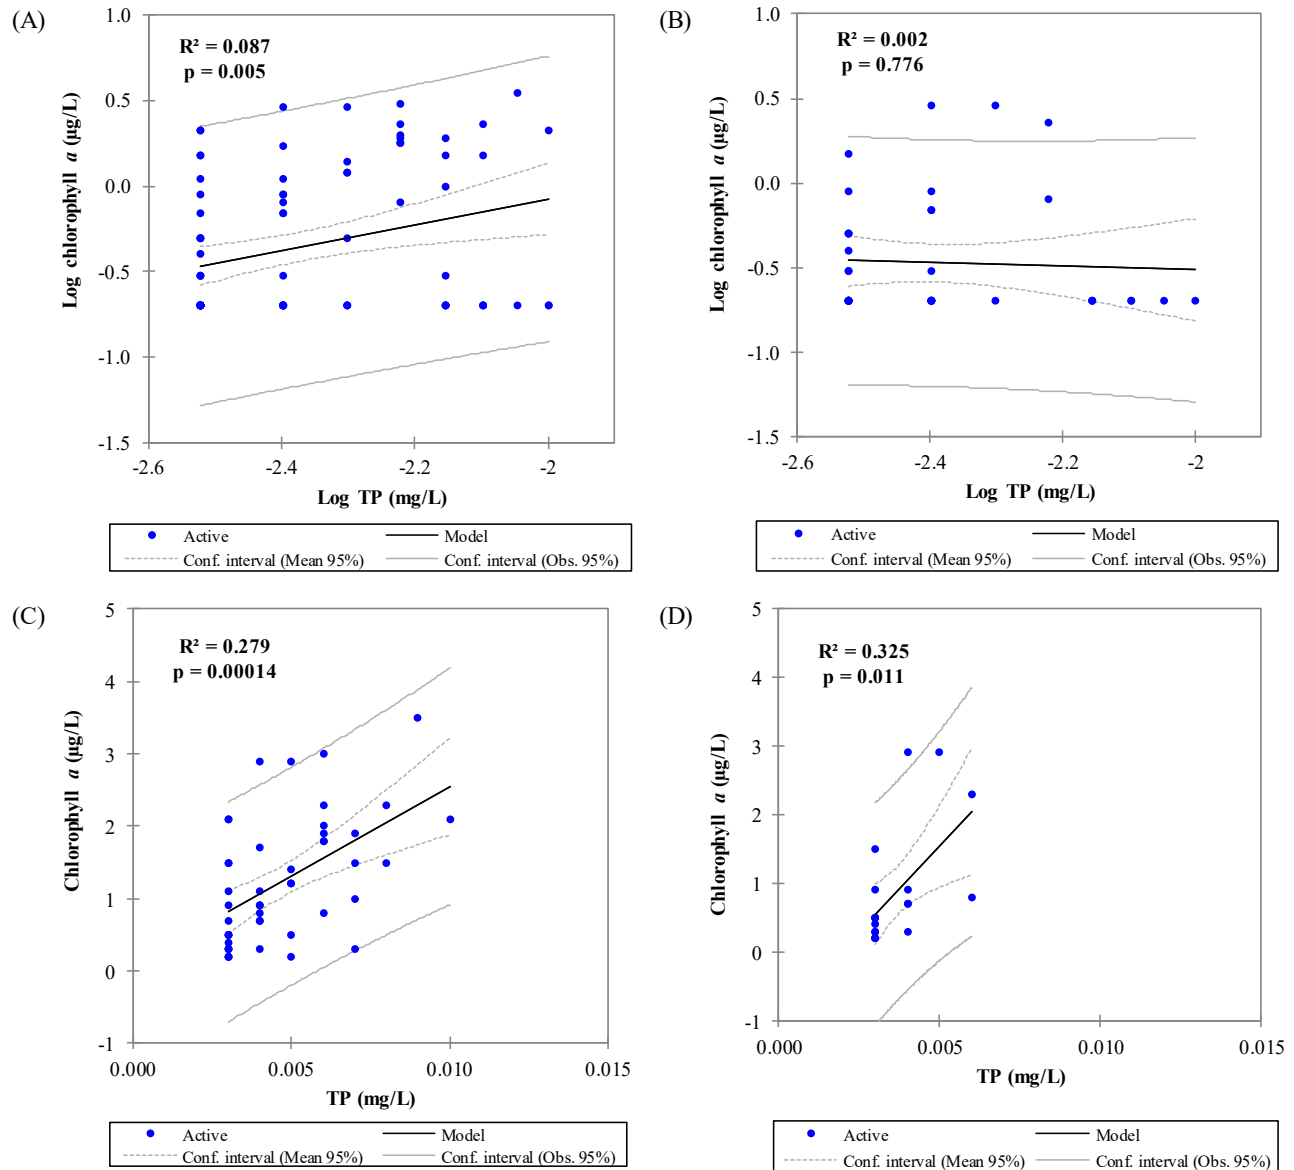 (A)
R² = 0.087
p = 0.005
1.0
0.5
0.0
-0.5
-1.0
-1.5
Log chlorophyll a (µg/L)
-2.6
-2.4
-2.2
-2
Log TP (mg/L)
Active
Model
Conf. interval (Mean 95%)
Conf. interval (Obs. 95%)
(B)
R² = 0.002
p = 0.776
1.0
0.5
0.0
-0.5
-1.0
-1.5
Log chlorophyll a (µg/L)
-2.6
-2.4
-2.2
-2
Log TP (mg/L)
Active
Model
Conf. interval (Mean 95%)
Conf. interval (Obs. 95%)
(C)
R² = 0.279
p = 0.00014
5
4
3
2
1
0
-1
Chlorophyll a (µg/L)
0.000
0.005
0.010
0.015
TP (mg/L)
Active
Model
Conf. interval (Mean 95%)
Conf. interval (Obs. 95%)
(D)
R² = 0.325
p = 0.011
5
4
3
2
1
0
-1
Chlorophyll a (µg/L)
0.000
0.005
0.010
0.015
TP (mg/L)
Active
Model
Conf. interval (Mean 95%)
Conf. interval (Obs. 95%)